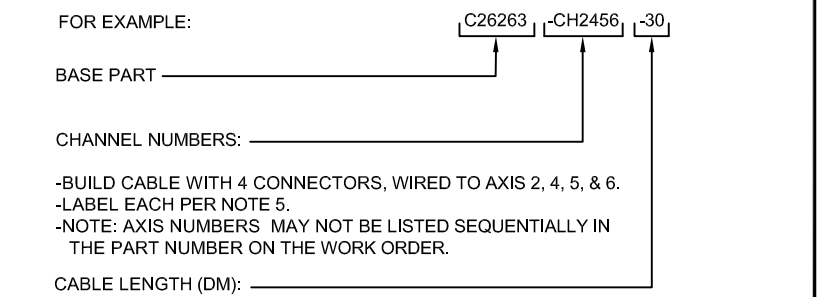 FOR EXAMPLE: C26263 -CH2456 -30
BASE PART
CHANNEL NUMBERS:
-BUILD CABLE WITH 4 CONNECTORS, WIRED TO AXIS 2, 4, 5, & 6.
-LABEL EACH PER NOTE 5.
-NOTE: AXIS NUMBERS MAY NOT BE LISTED SEQUENTIALLY IN
THE PART NUMBER ON THE WORK ORDER.
CABLE LENGTH (DM):